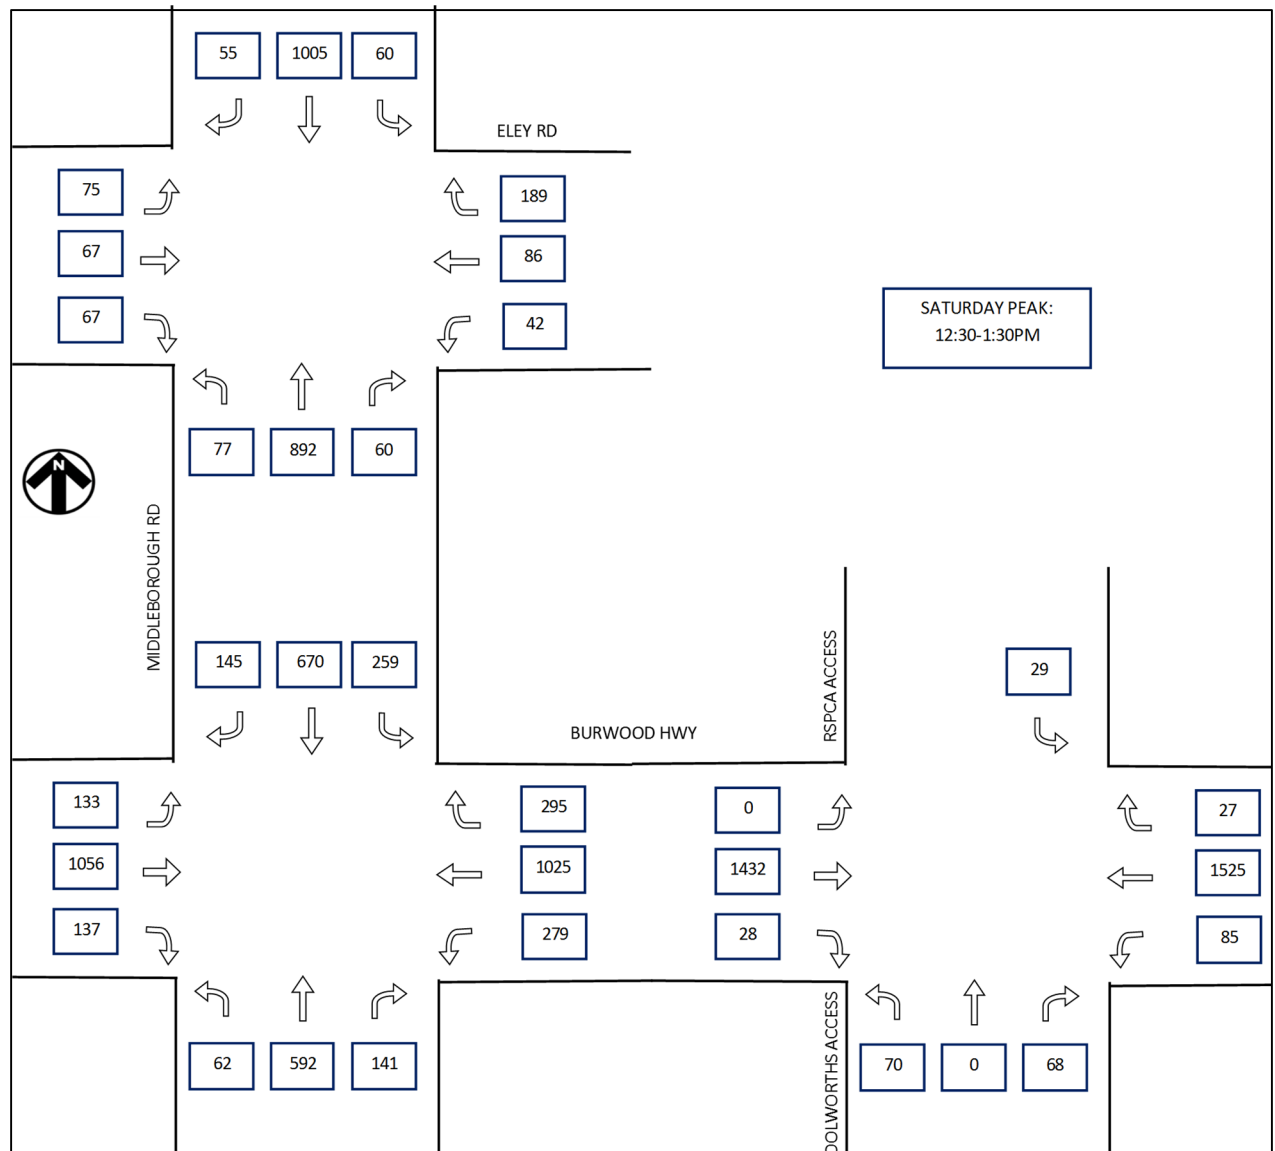 55 1005 60
ELEY RD
75 189
67 86
67 42
SATURDAY PEAK:
12:30-1:30PM
77 892 60
N
MIDDLEBOROUGH RD
145 670 259
RSPCA ACCESS
29
BURWOOD HWY
133 295 0 27
1056 1025 1432 1525
137 279 28 85
62 592 141
OOLWORTHS ACCESS
70 0 68